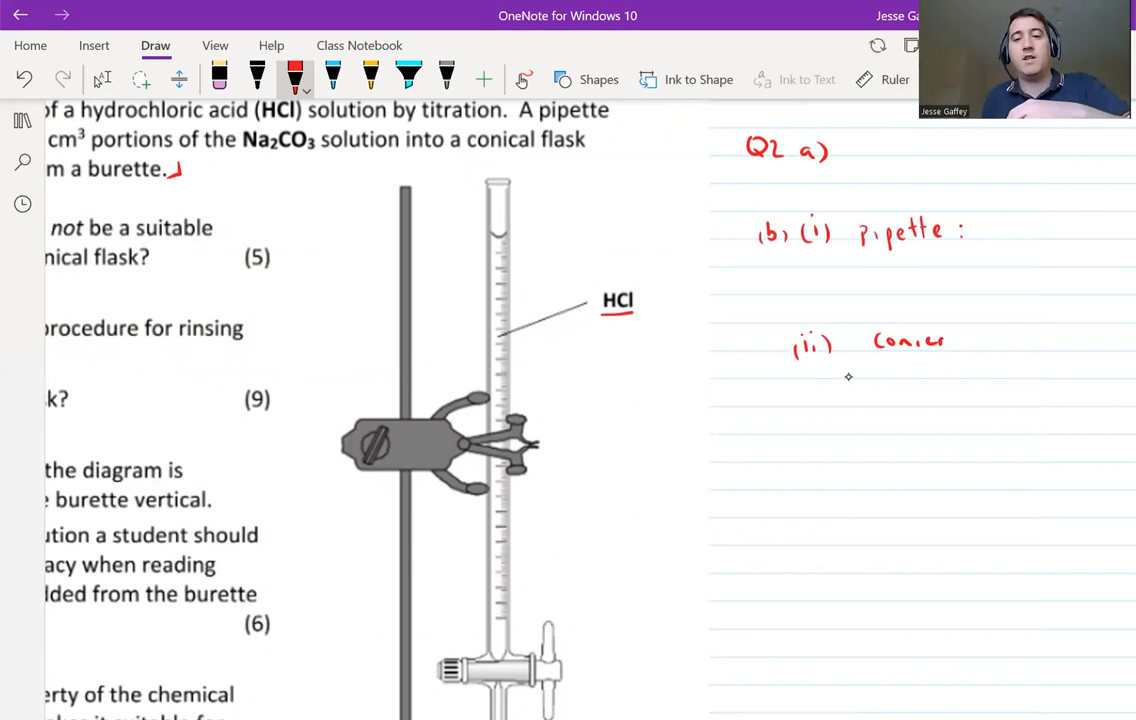 OneNote for Windows 10
Jesse Ga
Home Insert Draw View Help Class Notebook
Shapes Ink to Shape Ink to Text Ruler
Jesse Gaffey
of a hydrochloric acid (HCl) solution by titration. A pipette
cm³ portions of the Na₂CO₃ solution into a conical flask
m a burette.
not be a suitable
nical flask? (5)
HCl
procedure for rinsing
k? (9)
the diagram is
e burette vertical.
ution a student should
acy when reading
dded from the burette
(6)
erty of the chemical
Q2 a)
(b) (i) Pipette :
(ii)